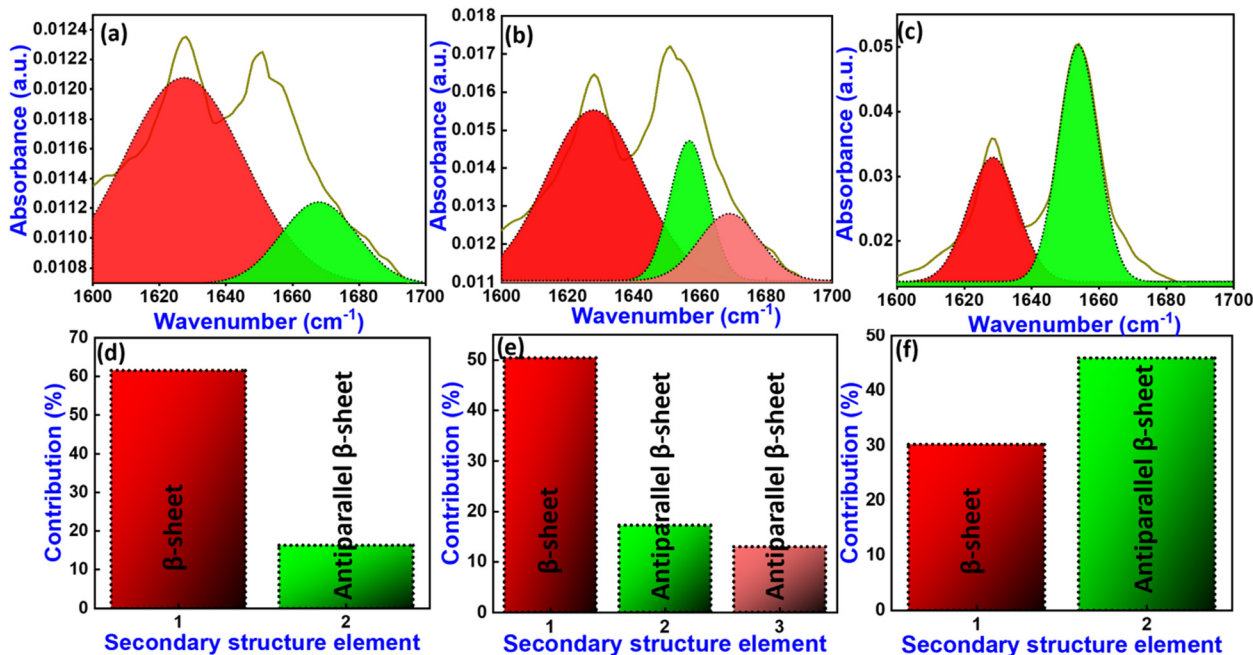 (a)
Absorbance (a.u.)
0.0124
0.0122
0.0120
0.0118
0.0116
0.0114
0.0112
0.0110
0.0108
1600 1620 1640 1660 1680 1700
Wavenumber (cm⁻¹)
(b)
Absorbance (a.u.)
0.018
0.017
0.016
0.015
0.014
0.013
0.012
0.011
1600 1620 1640 1660 1680 1700
Wavenumber (cm⁻¹)
(c)
Absorbance (a.u.)
0.05
0.04
0.03
0.02
1600 1620 1640 1660 1680 1700
Wavenumber (cm⁻¹)
(d)
Contribution (%)
70
60
50
40
30
20
10
0
β-sheet
Antiparallel β-sheet
1 2
Secondary structure element
(e)
Contribution (%)
50
40
30
20
10
0
β-sheet
Antiparallel β-sheet
Antiparallel β-sheet
1 2 3
Secondary structure element
(f)
Contribution (%)
50
40
30
20
10
0
β-sheet
Antiparallel β-sheet
1 2
Secondary structure element